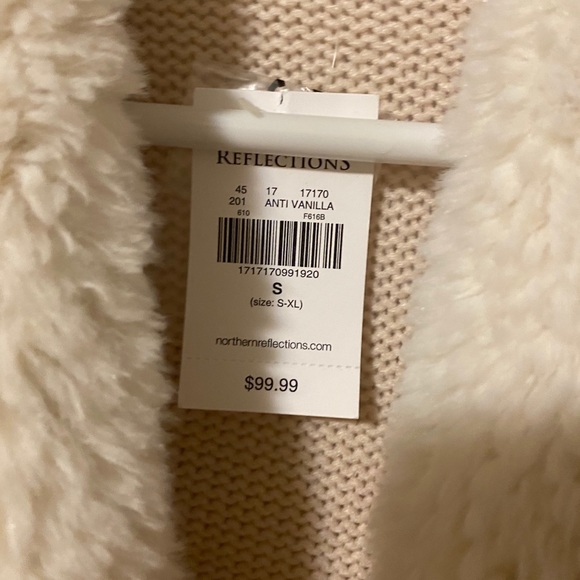 REFLECTIONS
45 17 17170
201 ANTI VANILLA
610 F616B
1717170991920
S
(size: S-XL)
northernreflections.com
$99.99